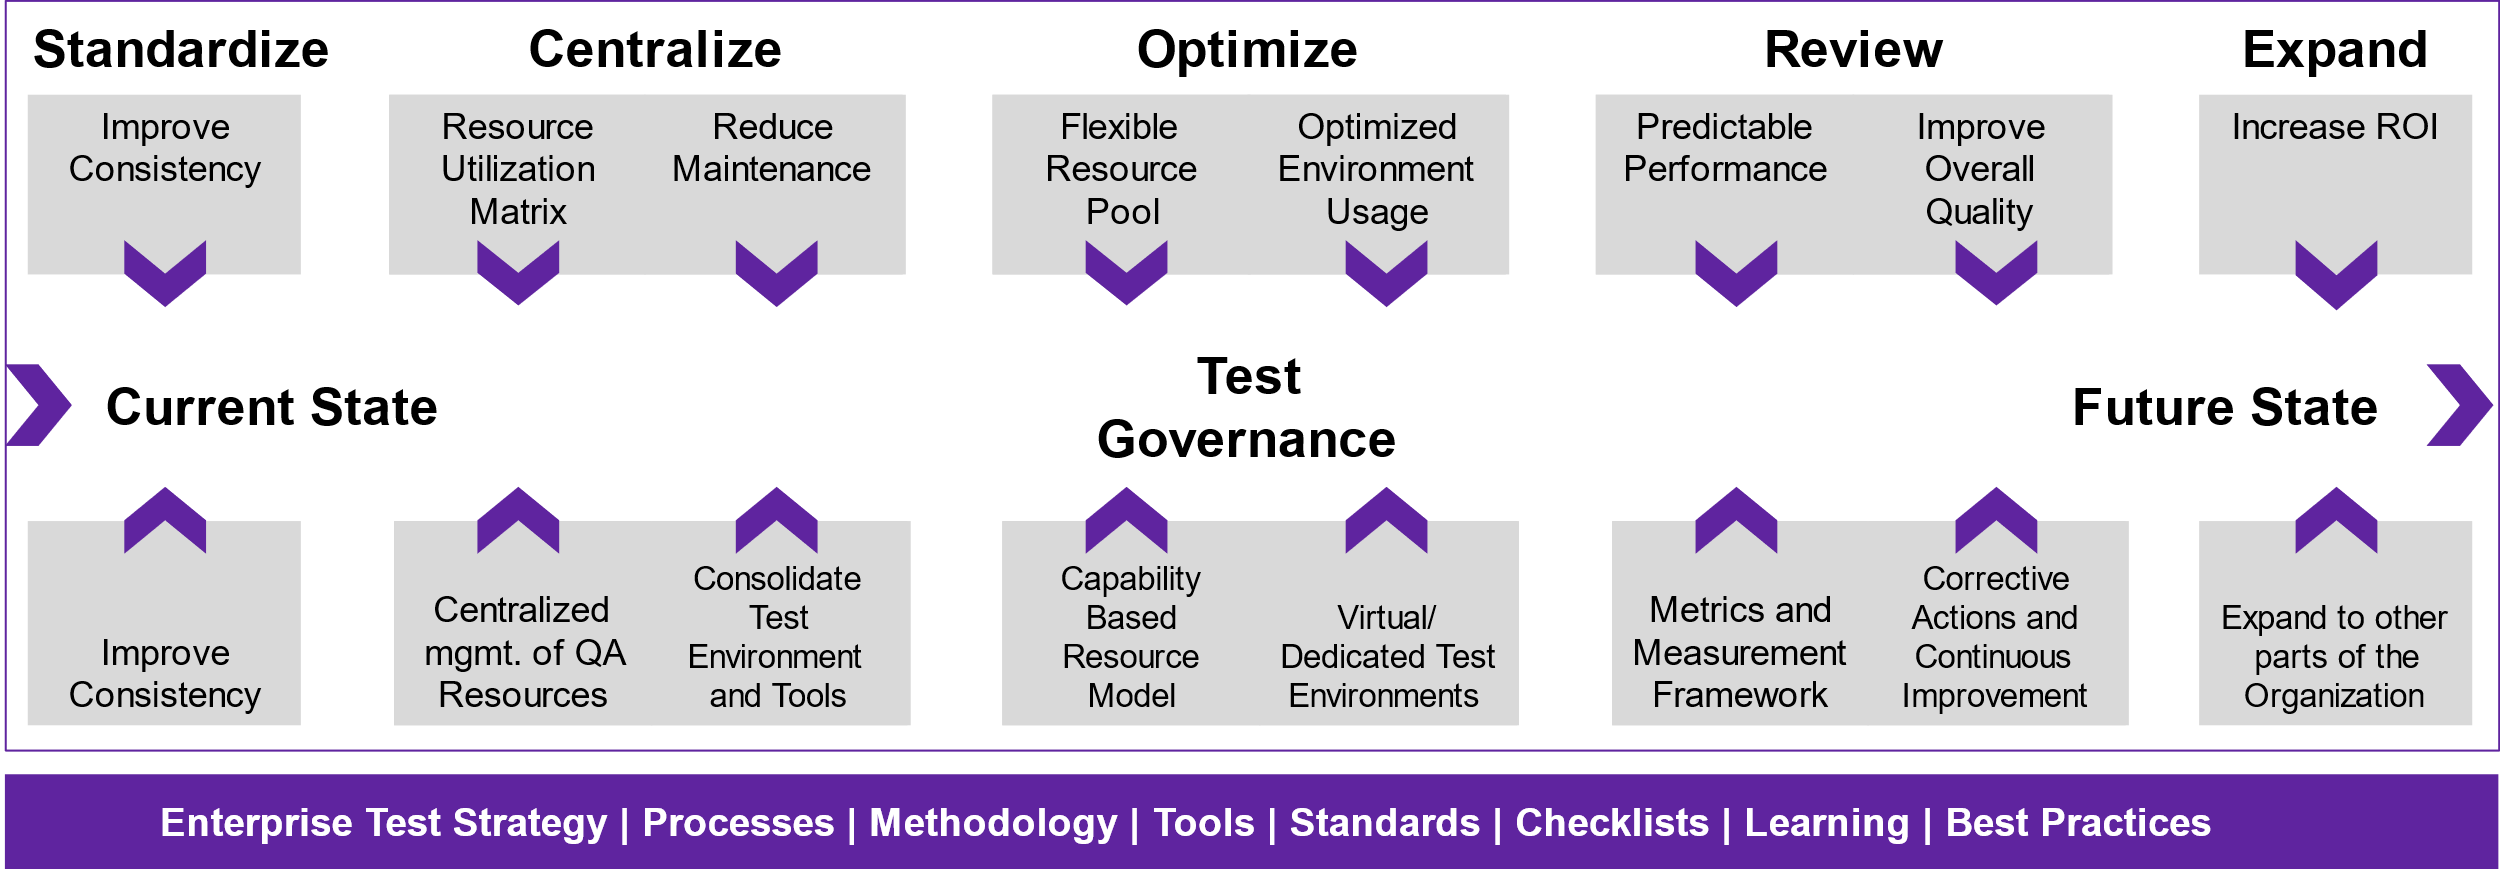 Standardize
Centralize
Optimize
Review
Expand
Improve
Consistency
Resource
Utilization
Matrix
Reduce
Maintenance
Flexible
Resource
Pool
Optimized
Environment
Usage
Predictable
Performance
Improve
Overall
Quality
Increase ROI
Current State
Test
Governance
Future State
Improve
Consistency
Centralized
mgmt. of QA
Resources
Consolidate
Test
Environment
and Tools
Capability
Based
Resource
Model
Virtual/
Dedicated Test
Environments
Metrics and
Measurement
Framework
Corrective
Actions and
Continuous
Improvement
Expand to other
parts of the
Organization
Enterprise Test Strategy | Processes | Methodology | Tools | Standards | Checklists | Learning | Best Practices